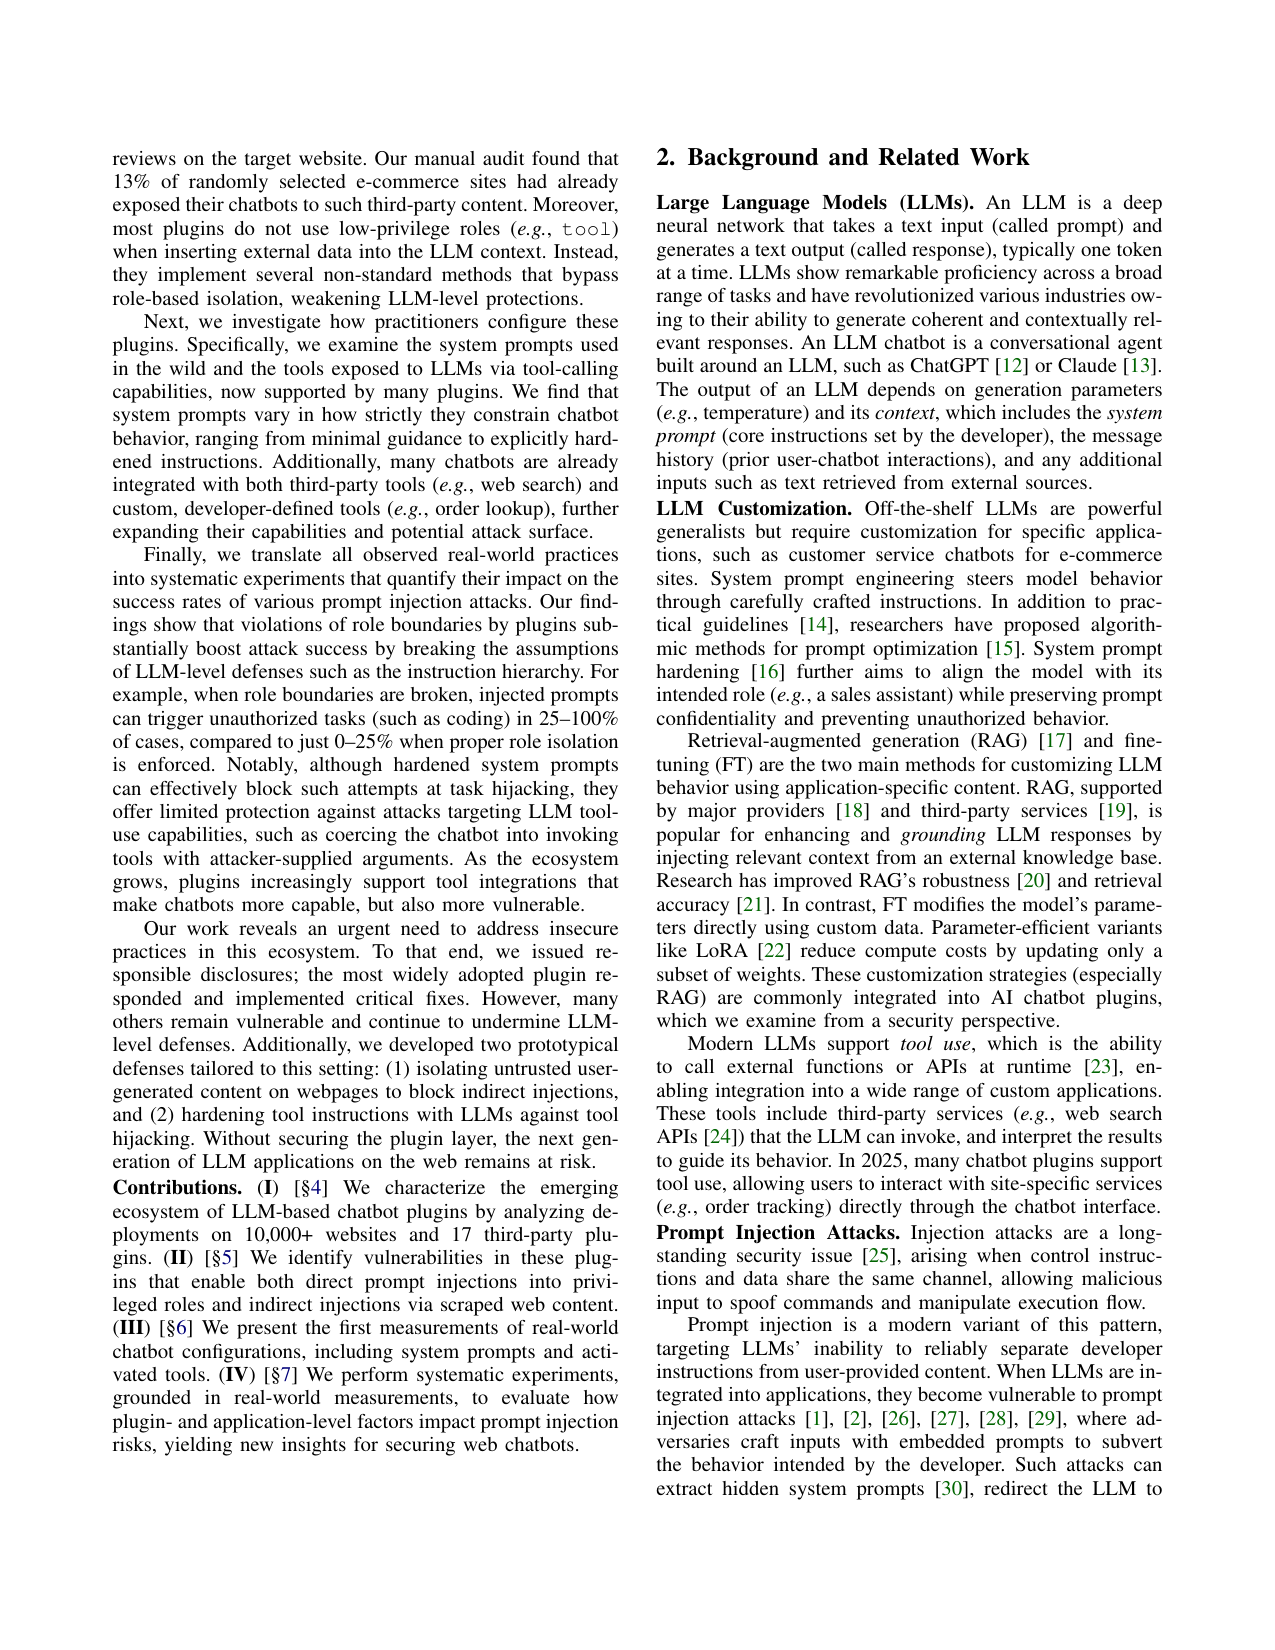 reviews on the target website. Our manual audit found that
13% of randomly selected e-commerce sites had already
exposed their chatbots to such third-party content. Moreover,
most plugins do not use low-privilege roles (e.g., tool)
when inserting external data into the LLM context. Instead,
they implement several non-standard methods that bypass
role-based isolation, weakening LLM-level protections.
Next, we investigate how practitioners configure these
plugins. Specifically, we examine the system prompts used
in the wild and the tools exposed to LLMs via tool-calling
capabilities, now supported by many plugins. We find that
system prompts vary in how strictly they constrain chatbot
behavior, ranging from minimal guidance to explicitly hard-
ened instructions. Additionally, many chatbots are already
integrated with both third-party tools (e.g., web search) and
custom, developer-defined tools (e.g., order lookup), further
expanding their capabilities and potential attack surface.
Finally, we translate all observed real-world practices
into systematic experiments that quantify their impact on the
success rates of various prompt injection attacks. Our find-
ings show that violations of role boundaries by plugins sub-
stantially boost attack success by breaking the assumptions
of LLM-level defenses such as the instruction hierarchy. For
example, when role boundaries are broken, injected prompts
can trigger unauthorized tasks (such as coding) in 25–100%
of cases, compared to just 0–25% when proper role isolation
is enforced. Notably, although hardened system prompts
can effectively block such attempts at task hijacking, they
offer limited protection against attacks targeting LLM tool-
use capabilities, such as coercing the chatbot into invoking
tools with attacker-supplied arguments. As the ecosystem
grows, plugins increasingly support tool integrations that
make chatbots more capable, but also more vulnerable.
Our work reveals an urgent need to address insecure
practices in this ecosystem. To that end, we issued re-
sponsible disclosures; the most widely adopted plugin re-
sponded and implemented critical fixes. However, many
others remain vulnerable and continue to undermine LLM-
level defenses. Additionally, we developed two prototypical
defenses tailored to this setting: (1) isolating untrusted user-
generated content on webpages to block indirect injections,
and (2) hardening tool instructions with LLMs against tool
hijacking. Without securing the plugin layer, the next gen-
eration of LLM applications on the web remains at risk.
Contributions. (I) [§4] We characterize the emerging
ecosystem of LLM-based chatbot plugins by analyzing de-
ployments on 10,000+ websites and 17 third-party plu-
gins. (II) [§5] We identify vulnerabilities in these plug-
ins that enable both direct prompt injections into privi-
leged roles and indirect injections via scraped web content.
(III) [§6] We present the first measurements of real-world
chatbot configurations, including system prompts and acti-
vated tools. (IV) [§7] We perform systematic experiments,
grounded in real-world measurements, to evaluate how
plugin- and application-level factors impact prompt injection
risks, yielding new insights for securing web chatbots.
2. Background and Related Work
Large Language Models (LLMs). An LLM is a deep
neural network that takes a text input (called prompt) and
generates a text output (called response), typically one token
at a time. LLMs show remarkable proficiency across a broad
range of tasks and have revolutionized various industries ow-
ing to their ability to generate coherent and contextually rel-
evant responses. An LLM chatbot is a conversational agent
built around an LLM, such as ChatGPT [12] or Claude [13].
The output of an LLM depends on generation parameters
(e.g., temperature) and its context, which includes the system
prompt (core instructions set by the developer), the message
history (prior user-chatbot interactions), and any additional
inputs such as text retrieved from external sources.
LLM Customization. Off-the-shelf LLMs are powerful
generalists but require customization for specific applica-
tions, such as customer service chatbots for e-commerce
sites. System prompt engineering steers model behavior
through carefully crafted instructions. In addition to prac-
tical guidelines [14], researchers have proposed algorith-
mic methods for prompt optimization [15]. System prompt
hardening [16] further aims to align the model with its
intended role (e.g., a sales assistant) while preserving prompt
confidentiality and preventing unauthorized behavior.
Retrieval-augmented generation (RAG) [17] and fine-
tuning (FT) are the two main methods for customizing LLM
behavior using application-specific content. RAG, supported
by major providers [18] and third-party services [19], is
popular for enhancing and grounding LLM responses by
injecting relevant context from an external knowledge base.
Research has improved RAG's robustness [20] and retrieval
accuracy [21]. In contrast, FT modifies the model's parame-
ters directly using custom data. Parameter-efficient variants
like LoRA [22] reduce compute costs by updating only a
subset of weights. These customization strategies (especially
RAG) are commonly integrated into AI chatbot plugins,
which we examine from a security perspective.
Modern LLMs support tool use, which is the ability
to call external functions or APIs at runtime [23], en-
abling integration into a wide range of custom applications.
These tools include third-party services (e.g., web search
APIs [24]) that the LLM can invoke, and interpret the results
to guide its behavior. In 2025, many chatbot plugins support
tool use, allowing users to interact with site-specific services
(e.g., order tracking) directly through the chatbot interface.
Prompt Injection Attacks. Injection attacks are a long-
standing security issue [25], arising when control instruc-
tions and data share the same channel, allowing malicious
input to spoof commands and manipulate execution flow.
Prompt injection is a modern variant of this pattern,
targeting LLMs' inability to reliably separate developer
instructions from user-provided content. When LLMs are in-
tegrated into applications, they become vulnerable to prompt
injection attacks [1], [2], [26], [27], [28], [29], where ad-
versaries craft inputs with embedded prompts to subvert
the behavior intended by the developer. Such attacks can
extract hidden system prompts [30], redirect the LLM to